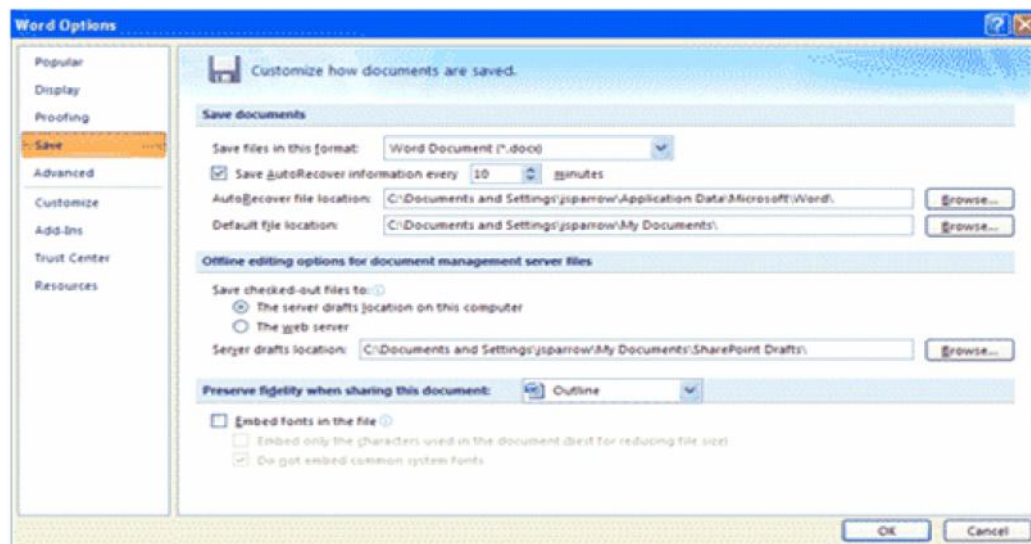 Word Options
Popular
Display
Proofing
Save
Advanced
Customize
Add-Ins
Trust Center
Resources
Customize how documents are saved.
Save documents
Save files in this format: Word Document (*.docx)
Save AutoRecover information every 10 minutes
AutoRecover file location: C:\Documents and Settings\jsparrow\Application Data\Microsoft\Word\ Browse...
Default file location: C:\Documents and Settings\jsparrow\My Documents\ Browse...
Offline editing options for document management server files
Save checked-out files to:
The server drafts location on this computer
The web server
Server drafts location: C:\Documents and Settings\jsparrow\My Documents\SharePoint Drafts\ Browse...
Preserve fidelity when sharing this document: Outline
Embed fonts in the file
Embed only the characters used in the document (best for reducing file size)
Do not embed common system fonts
OK Cancel